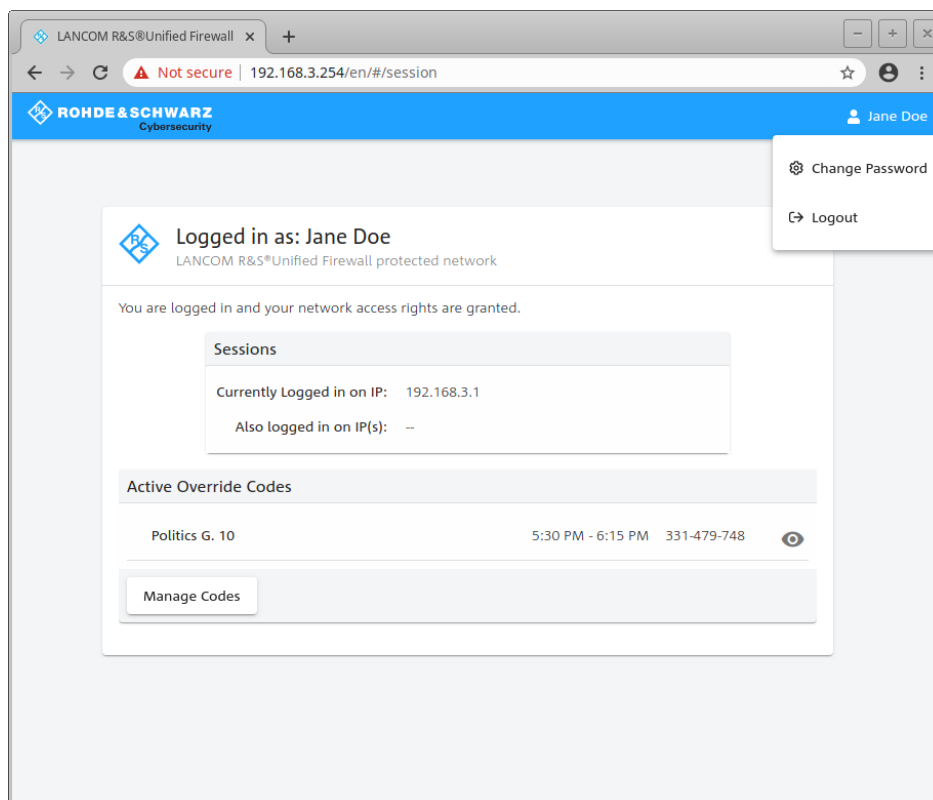 LANCOM R&S®Unified Firewall
Not secure | 192.168.3.254/en/#/session
R&S
ROHDE & SCHWARZ
Cybersecurity
Jane Doe
Change Password
Logout
R&S
Logged in as: Jane Doe
LANCOM R&S®Unified Firewall protected network
You are logged in and your network access rights are granted.
Sessions
Currently Logged in on IP: 192.168.3.1
Also logged in on IP(s): --
Active Override Codes
Politics G. 10 5:30 PM - 6:15 PM 331-479-748
Manage Codes